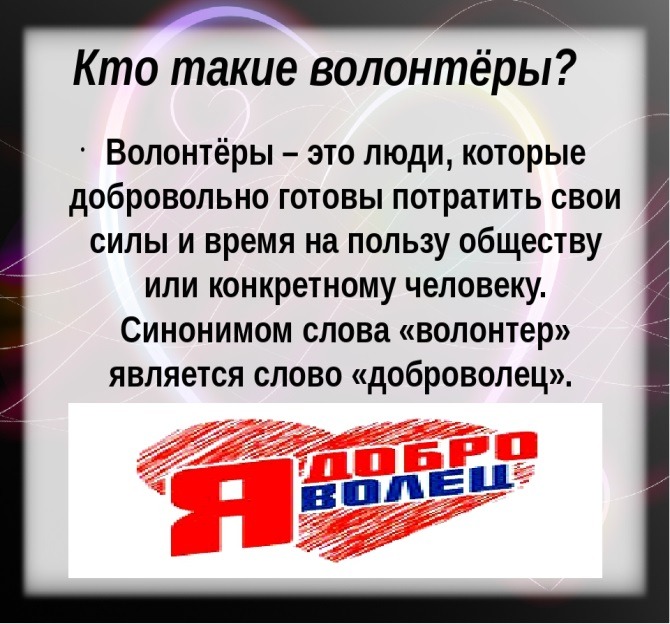 Кто такие волонтёры?
· Волонтёры – это люди, которые
добровольно готовы потратить свои
силы и время на пользу обществу
или конкретному человеку.
Синонимом слова «волонтер»
является слово «доброволец».
Я ДОБРО
ВОЛЕЦ